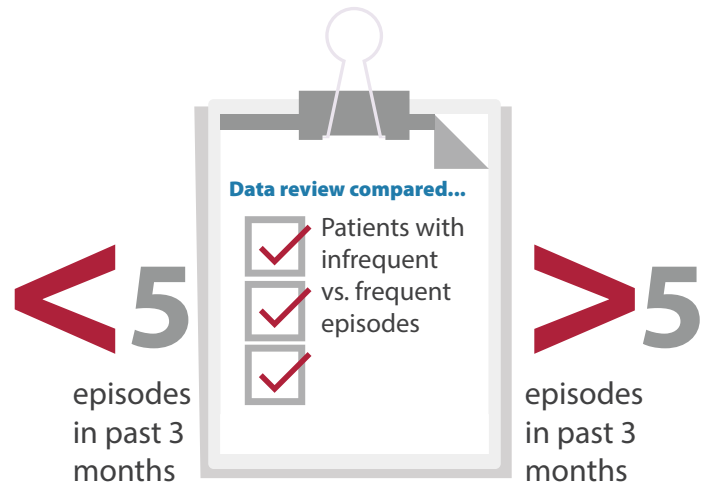 Data review compared...
Patients with
infrequent
vs. frequent
episodes
<5
episodes
in past 3
months
>5
episodes
in past 3
months